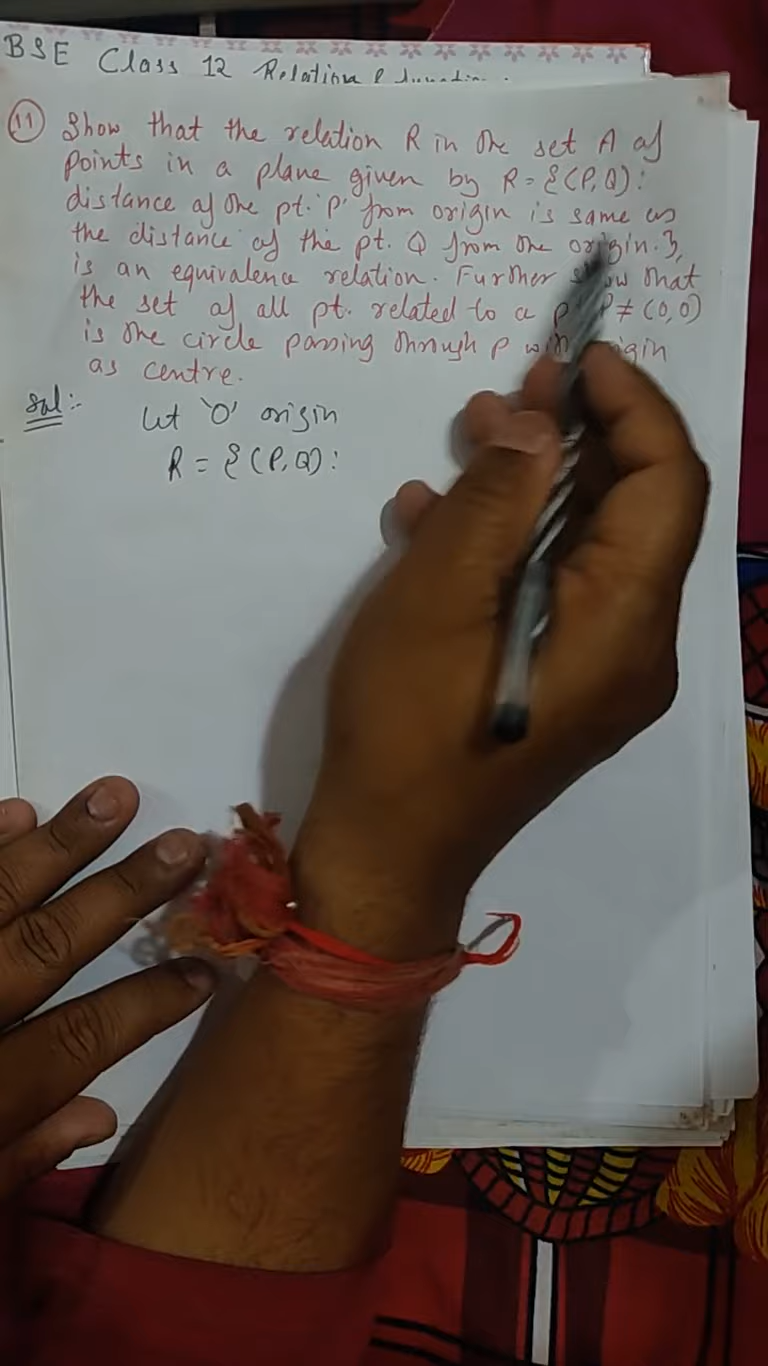 BSE Class 12 Relation
11 Show that the relation R in the set A of
points in a plane given by R = {(P,Q):
distance of the pt. 'P' from origin is same as
the distance of the pt. Q from the origin.},
is an equivalence relation. Further show that
the set of all pt. related to a P ≠ (0,0)
is the circle passing through P
as centre.
Sol:-
Let 'O' origin
R = {(P,Q):